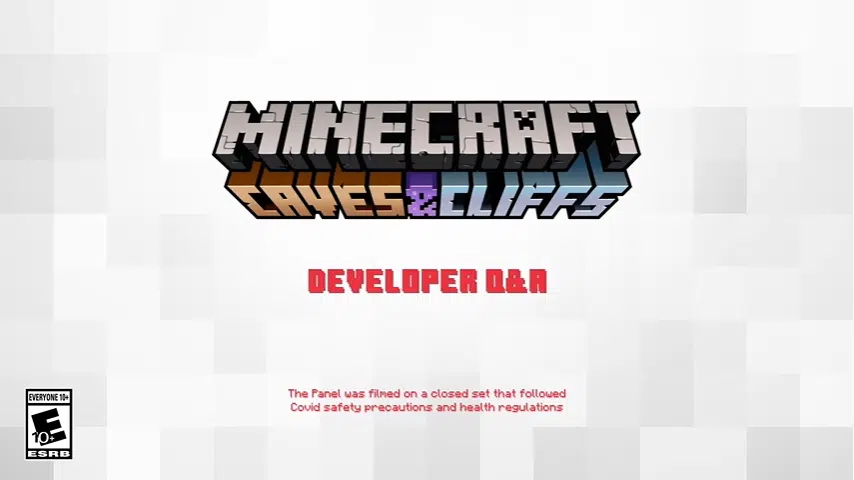 MINECRAFT
CAVES & CLIFFS
DEVELOPER Q&A
The Panel was filmed on a closed set that followed
Covid safety precautions and health regulations
EVERYONE 10+
E
10+
ESRB